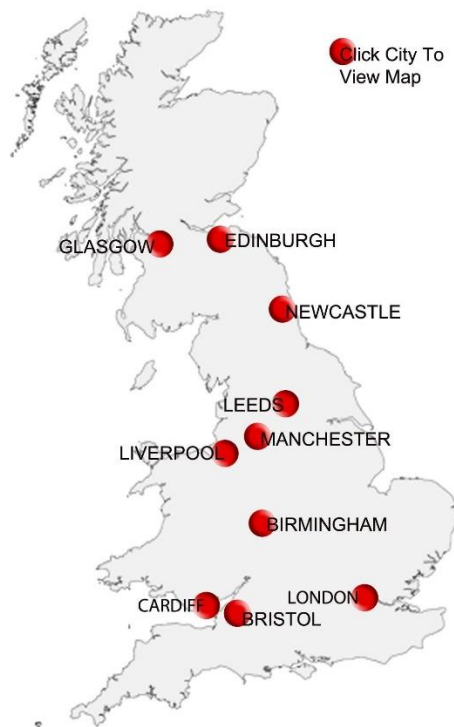 Click City To
View Map
GLASGOW
EDINBURGH
NEWCASTLE
LEEDS
MANCHESTER
LIVERPOOL
BIRMINGHAM
CARDIFF
LONDON
BRISTOL